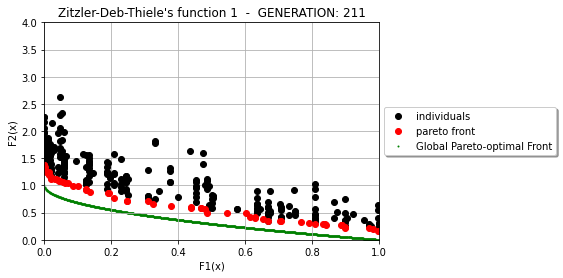 Zitzler-Deb-Thiele's function 1 - GENERATION: 211
4.0
3.5
3.0
2.5
2.0
1.5
1.0
0.5
0.0
F2(x)
0.0 0.2 0.4 0.6 0.8 1.0
F1(x)
individuals
pareto front
Global Pareto-optimal Front